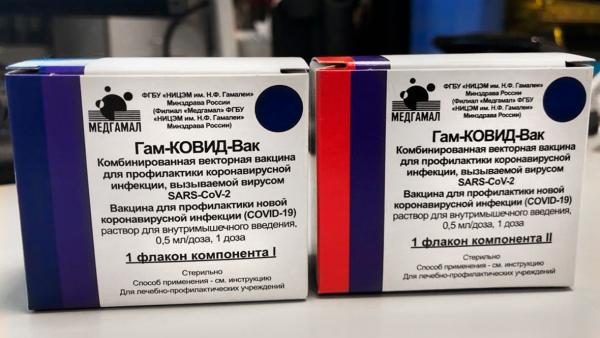 МЕДГАМАЛ
ФГБУ «НИЦЭМ им. Н.Ф. Гамалеи»
Минздрава России
(Филиал «Медгамал» ФГБУ
«НИЦЭМ им. Н.Ф. Гамалеи»
Минздрава России)
Гам-КОВИД-Вак
Комбинированная векторная вакцина
для профилактики коронавирусной
инфекции, вызываемой вирусом
SARS-CoV-2
Вакцина для профилактики новой
коронавирусной инфекции (COVID-19)
раствор для внутримышечного введения,
0,5 мл/доза, 1 доза
1 флакон компонента I
Стерильно
Способ применения - см. инструкцию
Для лечебно-профилактических учреждений
МЕДГАМАЛ
ФГБУ «НИЦЭМ им. Н.Ф. Гамалеи»
Минздрава России
(Филиал «Медгамал» ФГБУ
«НИЦЭМ им. Н.Ф. Гамалеи»
Минздрава России)
Гам-КОВИД-Вак
Комбинированная векторная вакцина
для профилактики коронавирусной
инфекции, вызываемой вирусом
SARS-CoV-2
Вакцина для профилактики новой
коронавирусной инфекции (COVID-19)
раствор для внутримышечного введения,
0,5 мл/доза, 1 доза
1 флакон компонента II
Стерильно
Способ применения - см. инструкцию
Для лечебно-профилактических учреждений